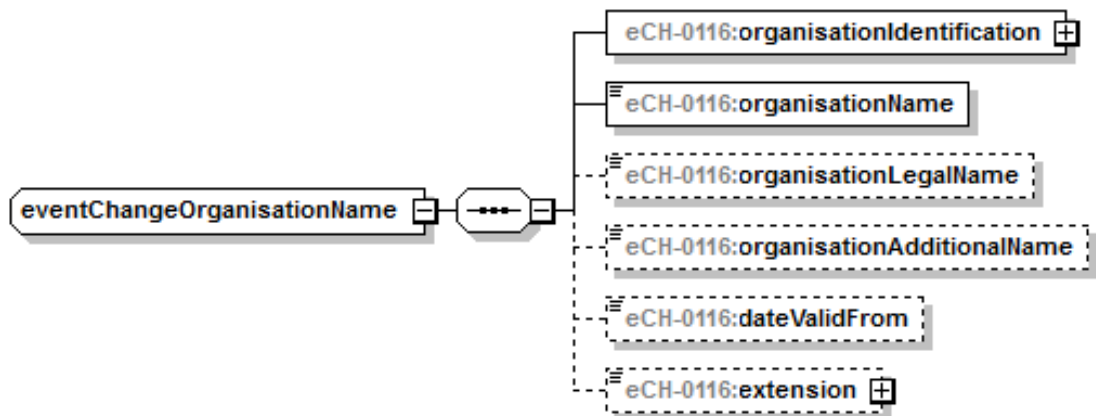 eCH-0116:organisationIdentification
eCH-0116:organisationName
eCH-0116:organisationLegalName
eventChangeOrganisationName
eCH-0116:organisationAdditionalName
eCH-0116:dateValidFrom
eCH-0116:extension